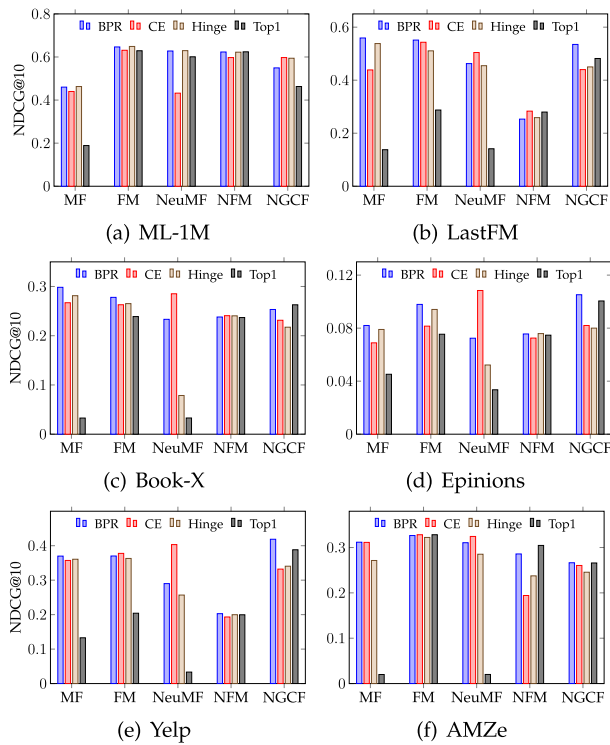 BPR CE Hinge Top1
0.8
0.6
0.4
0.2
0
NDCG@10
MF FM NeuMF NFM NGCF
(a) ML-1M
BPR CE Hinge Top1
0.6
0.4
0.2
0
MF FM NeuMF NFM NGCF
(b) LastFM
BPR CE Hinge Top1
0.3
0.2
0.1
0
NDCG@10
MF FM NeuMF NFM NGCF
(c) Book-X
BPR CE Hinge Top1
0.12
0.08
0.04
0
MF FM NeuMF NFM NGCF
(d) Epinions
BPR CE Hinge Top1
0.4
0.3
0.2
0.1
0
NDCG@10
MF FM NeuMF NFM NGCF
(e) Yelp
BPR CE Hinge Top1
0.3
0.2
0.1
0
MF FM NeuMF NFM NGCF
(f) AMZe